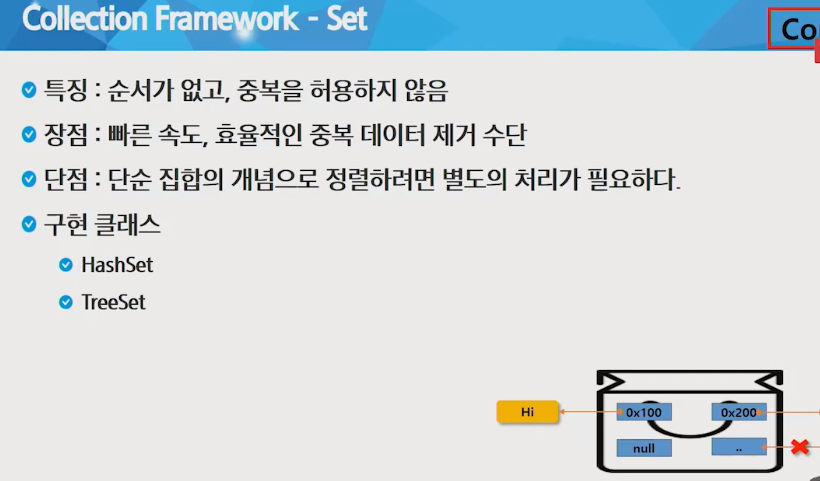 Collection Framework - Set
Co
특징 : 순서가 없고, 중복을 허용하지 않음
장점 : 빠른 속도, 효율적인 중복 데이터 제거 수단
단점 : 단순 집합의 개념으로 정렬하려면 별도의 처리가 필요하다.
구현 클래스
HashSet
TreeSet
Hi
0x100
0x200
null
..